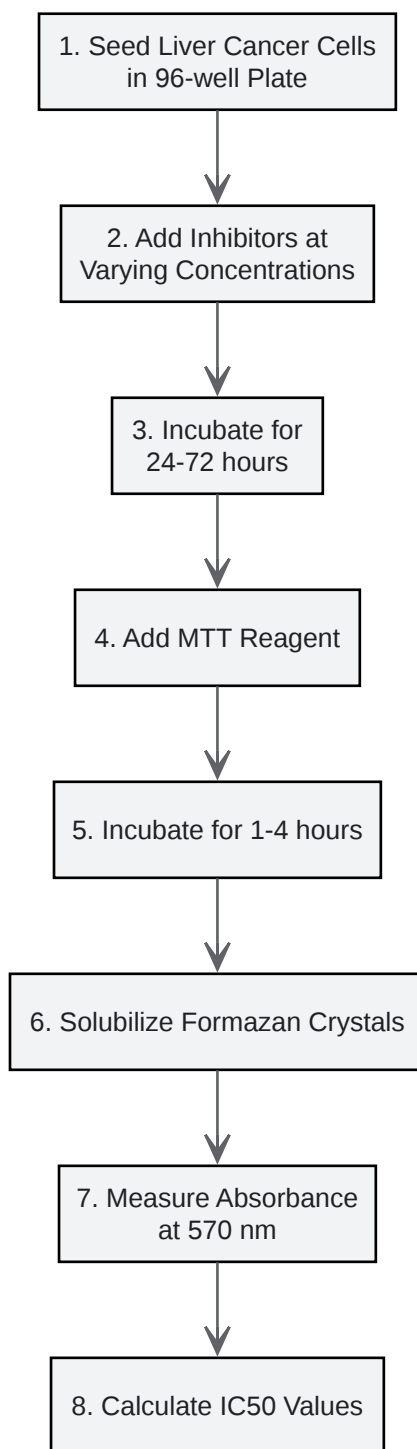 1. Seed Liver Cancer Cells
in 96-well Plate
2. Add Inhibitors at
Varying Concentrations
3. Incubate for
24-72 hours
4. Add MTT Reagent
5. Incubate for 1-4 hours
6. Solubilize Formazan Crystals
7. Measure Absorbance
at 570 nm
8. Calculate IC50 Values